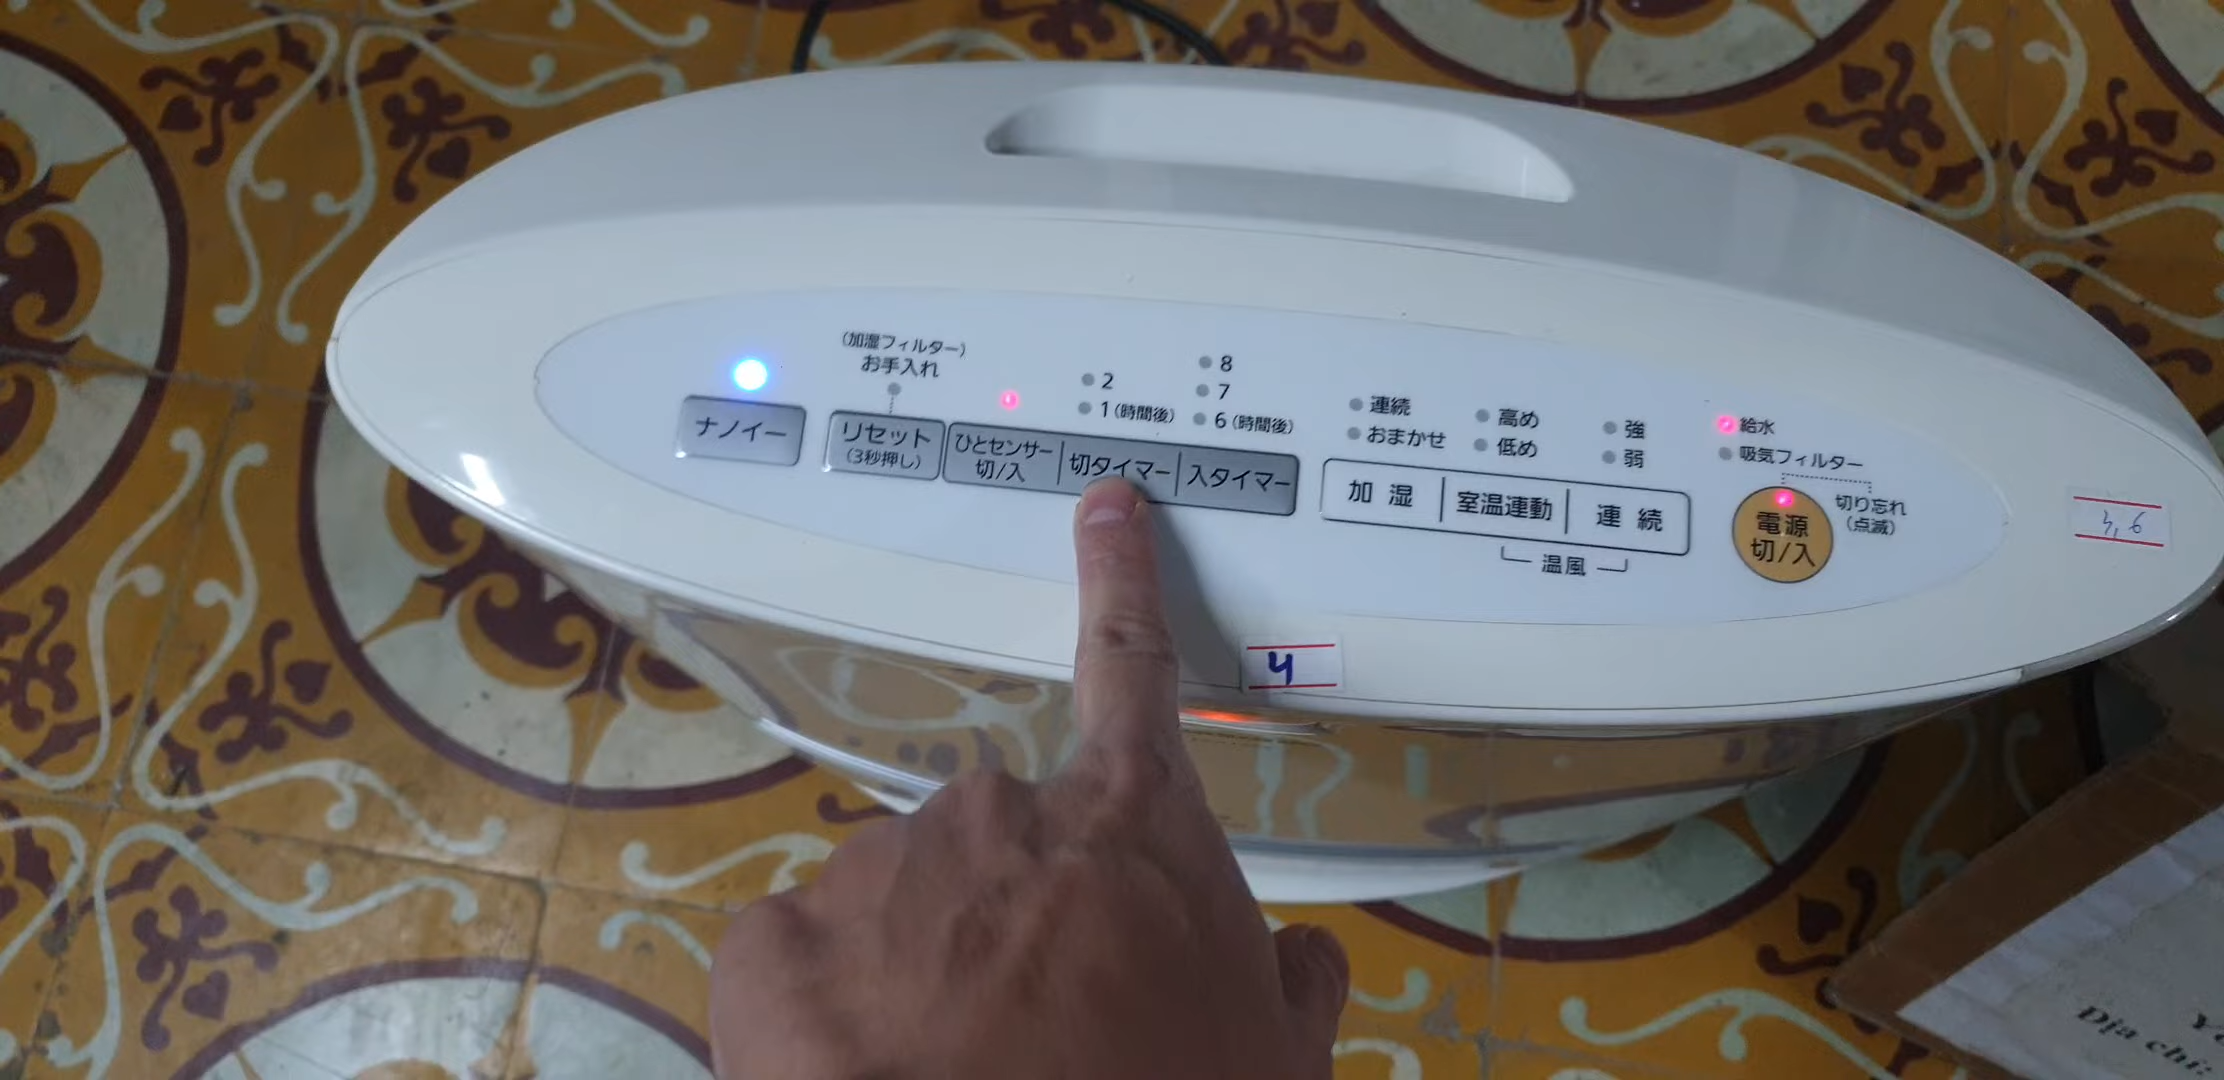 (加湿フィルター)
お手入れ
2
1 (時間後)
8
7
6 (時間後)
連続
おまかせ
高め
低め
強
弱
給水
吸気フィルター
切り忘れ
(点滅)
ナノイー
リセット
(3秒押し)
ひとセンサー
切/入
切タイマー
入タイマー
加湿
室温連動
連続
温風
電源
切/入
4
Địa chỉ: